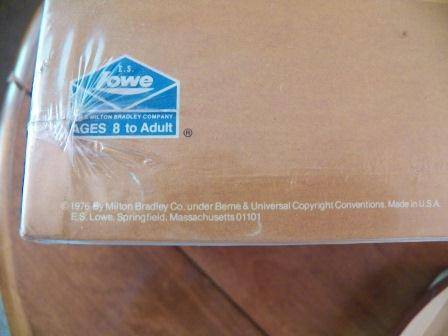 E.S.
Lowe
A MILTON BRADLEY COMPANY
AGES 8 to Adult ®
© 1976 By Milton Bradley Co. under Berne & Universal Copyright Conventions. Made in U.S.A.
E.S. Lowe, Springfield, Massachusetts 01101